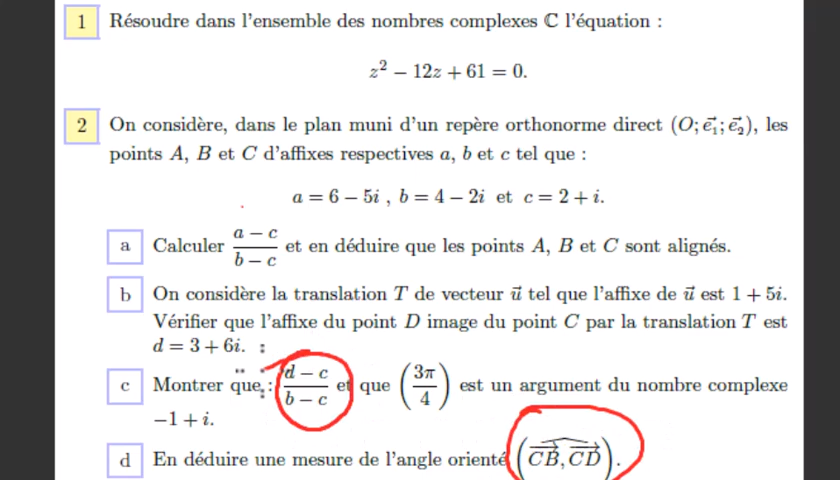 1 Résoudre dans l'ensemble des nombres complexes ℂ l'équation :
z² − 12z + 61 = 0.
2 On considère, dans le plan muni d'un repère orthonorme direct (O; e⃗₁; e⃗₂), les
points A, B et C d'affixes respectives a, b et c tel que :
a = 6 − 5i , b = 4 − 2i et c = 2 + i.
a Calculer (a − c)/(b − c) et en déduire que les points A, B et C sont alignés.
b On considère la translation T de vecteur u⃗ tel que l'affixe de u⃗ est 1 + 5i.
Vérifier que l'affixe du point D image du point C par la translation T est
d = 3 + 6i. :
c Montrer que : (d − c)/(b − c) et que (3π/4) est un argument du nombre complexe
−1 + i.
d En déduire une mesure de l'angle orienté (CB⃗, CD⃗).